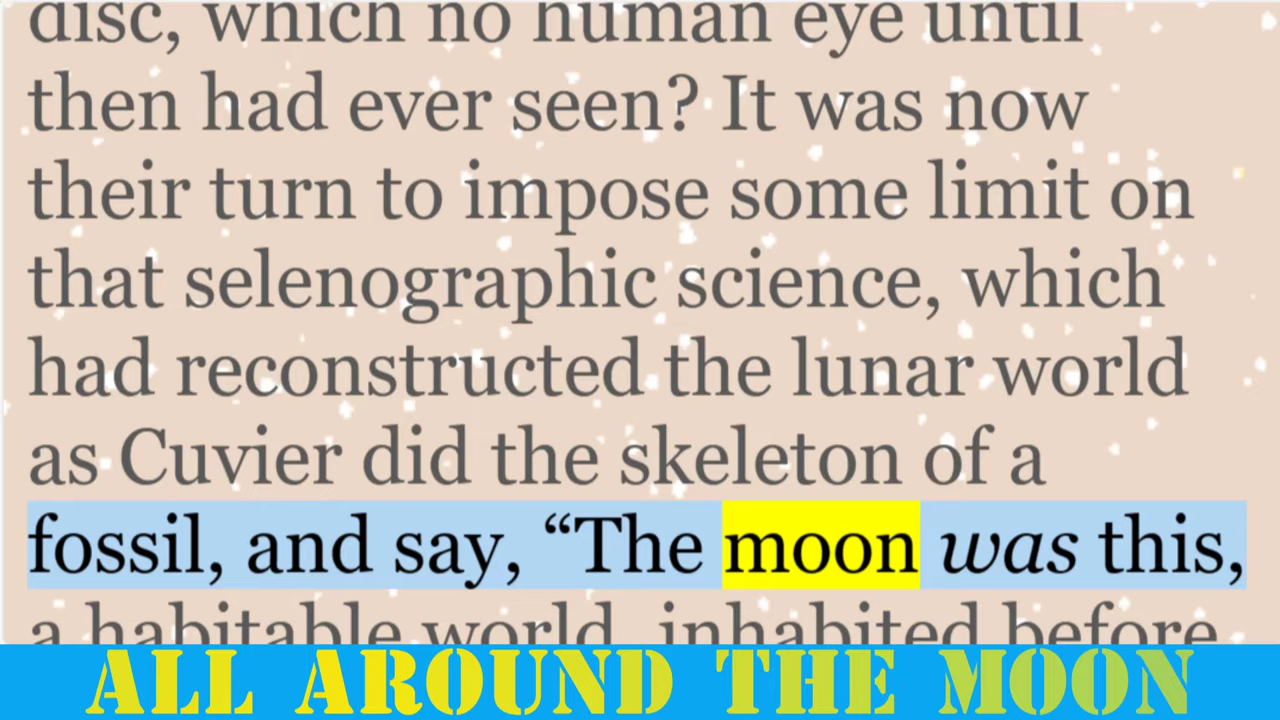 disc, which no human eye until
then had ever seen? It was now
their turn to impose some limit on
that selenographic science, which
had reconstructed the lunar world
as Cuvier did the skeleton of a
fossil, and say, “The moon was this,
a habitable world, inhabited before
ALL AROUND THE MOON